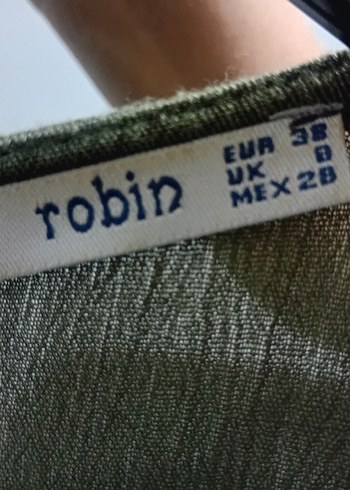 robin
EUR 38
UK 8
MEX 28